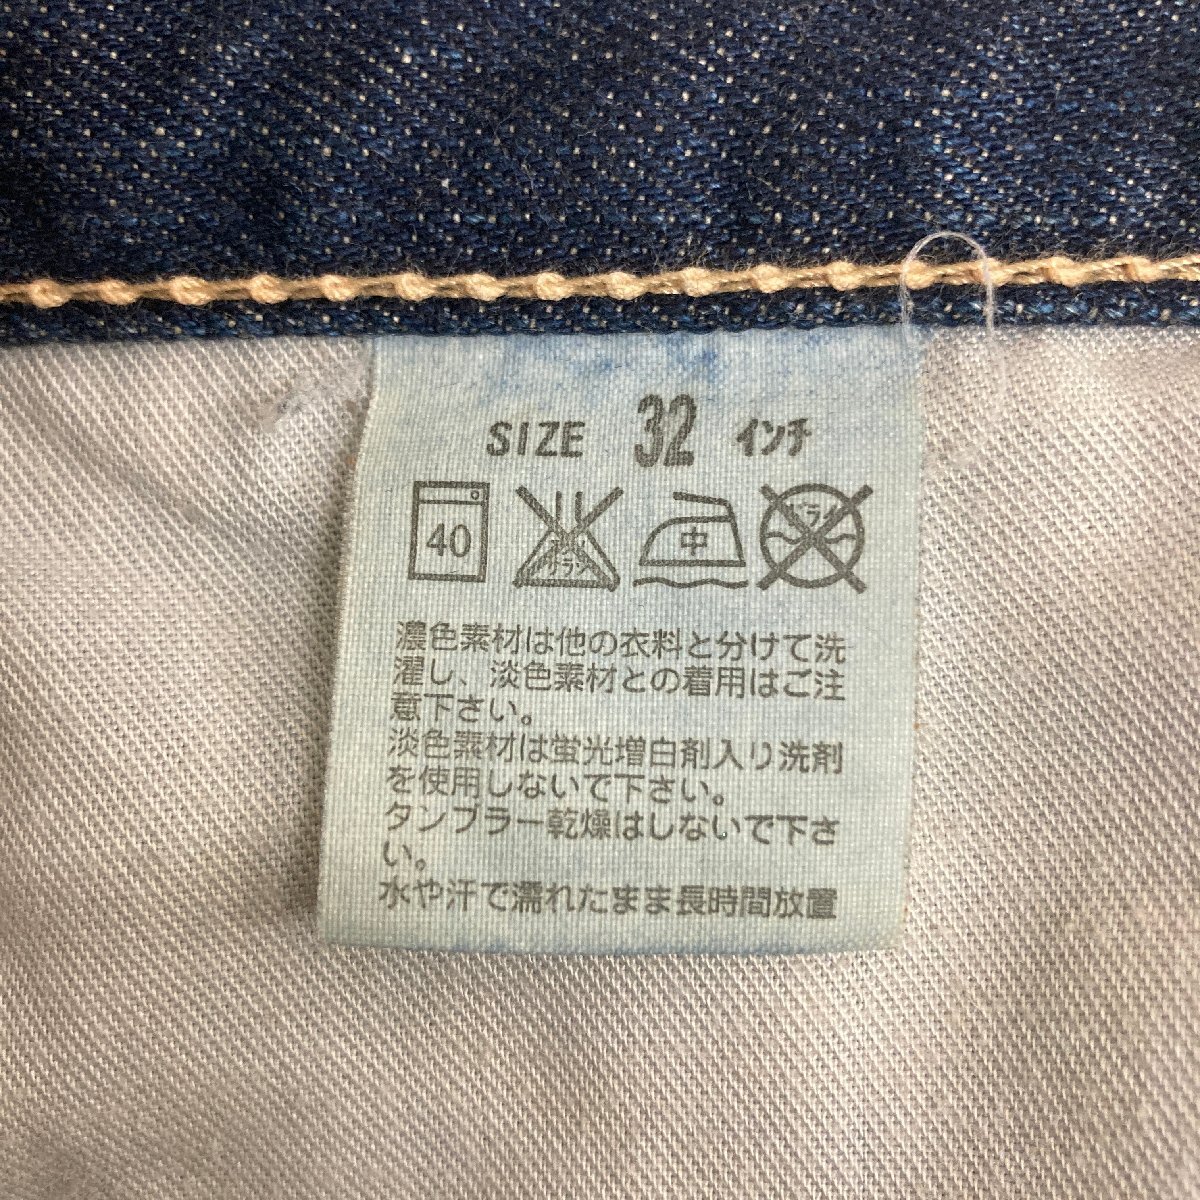 SIZE 32 インチ
40 中 ドライ
濃色素材は他の衣料と分けて洗
濯し、淡色素材との着用はご注
意下さい。
淡色素材は蛍光増白剤入り洗剤
を使用しないで下さい。
タンブラー乾燥はしないで下さ
い。
水や汗で濡れたまま長時間放置